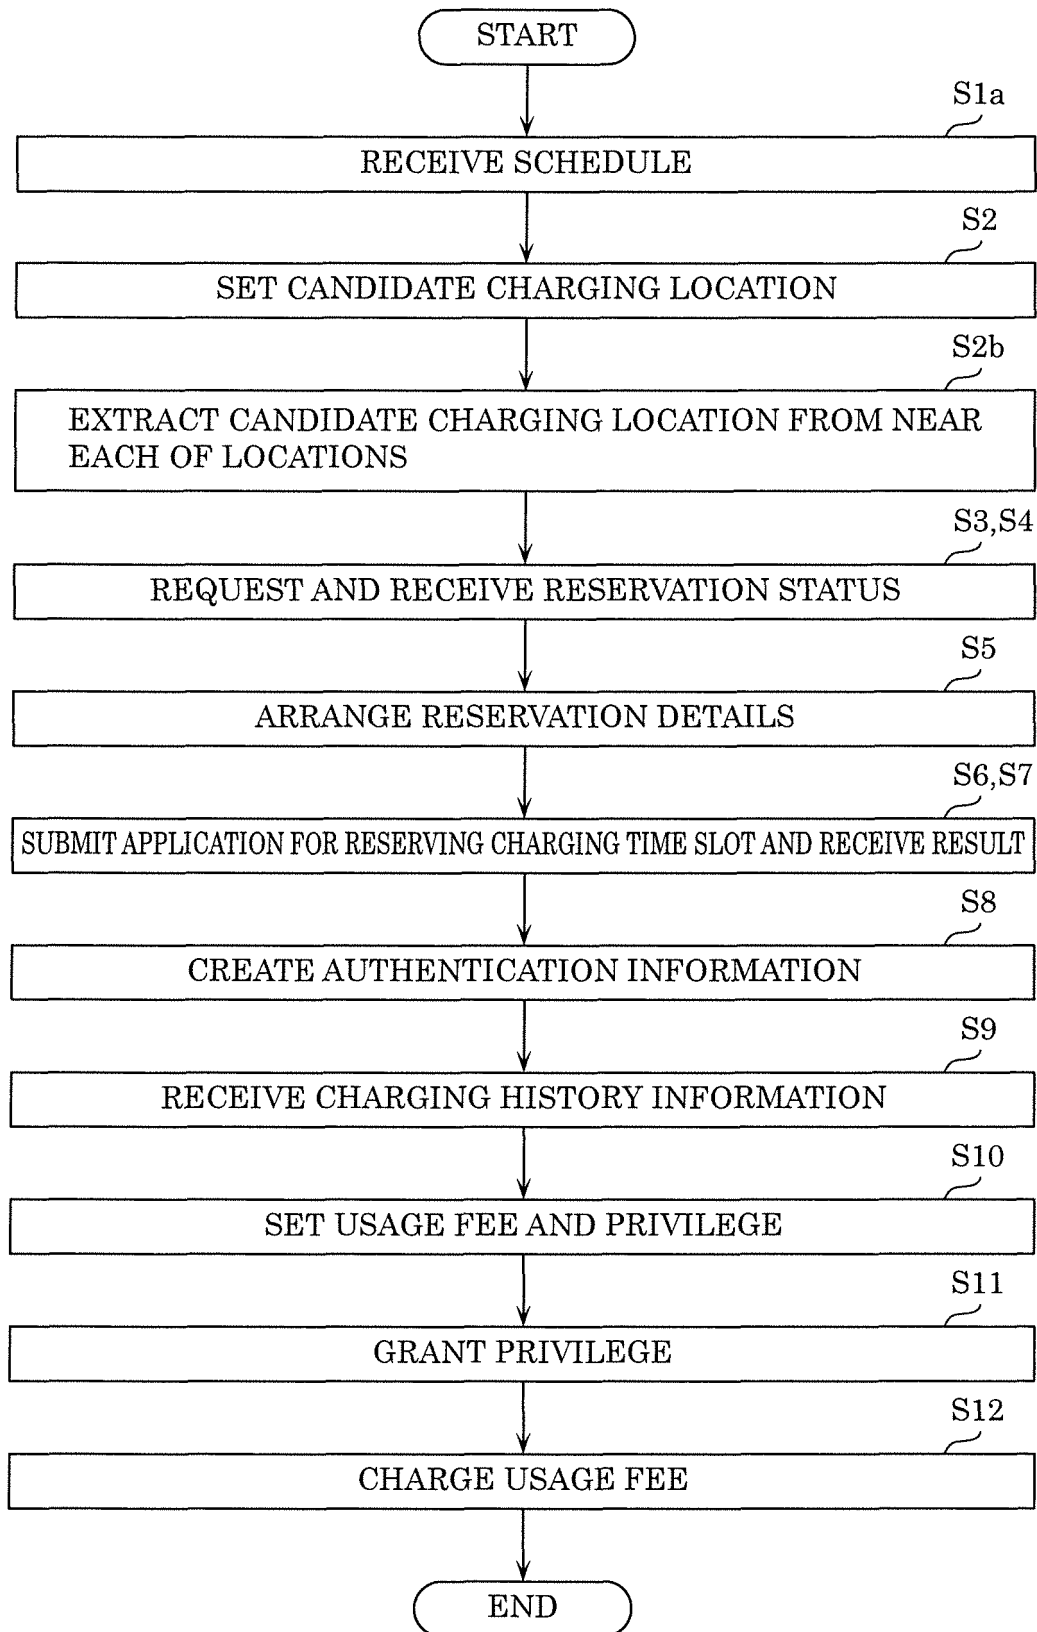 START
S1a
RECEIVE SCHEDULE
S2
SET CANDIDATE CHARGING LOCATION
S2b
EXTRACT CANDIDATE CHARGING LOCATION FROM NEAR
EACH OF LOCATIONS
S3,S4
REQUEST AND RECEIVE RESERVATION STATUS
S5
ARRANGE RESERVATION DETAILS
S6,S7
SUBMIT APPLICATION FOR RESERVING CHARGING TIME SLOT AND RECEIVE RESULT
S8
CREATE AUTHENTICATION INFORMATION
S9
RECEIVE CHARGING HISTORY INFORMATION
S10
SET USAGE FEE AND PRIVILEGE
S11
GRANT PRIVILEGE
S12
CHARGE USAGE FEE
END